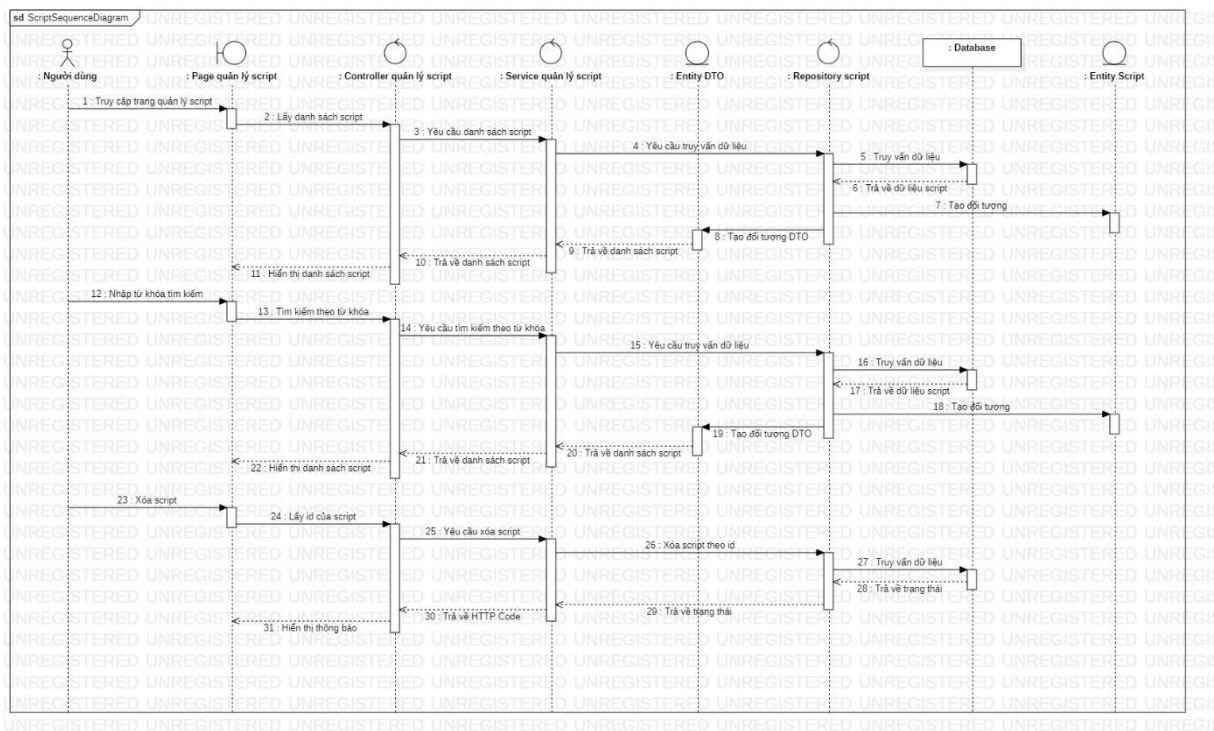 sd ScriptSequenceDiagram
: Người dùng
: Page quản lý script
: Controller quản lý script
: Service quản lý script
: Entity DTO
: Repository script
: Database
: Entity Script
1 : Truy cập trang quản lý script
2 : Lấy danh sách script
3 : Yêu cầu danh sách script
4 : Yêu cầu truy vấn dữ liệu
5 : Truy vấn dữ liệu
6 : Trả về dữ liệu script
7 : Tạo đối tượng
8 : Tạo đối tượng DTO
9 : Trả về danh sách script
10 : Trả về danh sách script
11 : Hiển thị danh sách script
12 : Nhập từ khóa tìm kiếm
13 : Tìm kiếm theo từ khóa
14 : Yêu cầu tìm kiếm theo từ khóa
15 : Yêu cầu truy vấn dữ liệu
16 : Truy vấn dữ liệu
17 : Trả về dữ liệu script
18 : Tạo đối tượng
19 : Tạo đối tượng DTO
20 : Trả về danh sách script
21 : Trả về danh sách script
22 : Hiển thị danh sách script
23 : Xóa script
24 : Lấy id của script
25 : Yêu cầu xóa script
26 : Xóa script theo id
27 : Truy vấn dữ liệu
28 : Trả về trạng thái
29 : Trả về trạng thái
30 : Trả về HTTP Code
31 : Hiển thị thông báo
UNREGISTERED